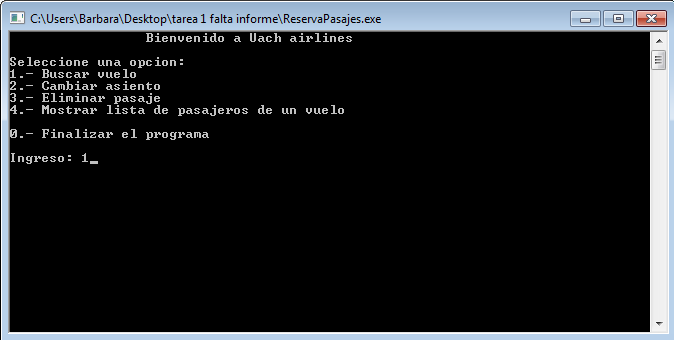 C:\Users\Barbara\Desktop\tarea 1 falta informe\ReservaPasajes.exe
Bienvenido a Uach airlines
Seleccione una opcion:
1.- Buscar vuelo
2.- Cambiar asiento
3.- Eliminar pasaje
4.- Mostrar lista de pasajeros de un vuelo
0.- Finalizar el programa
Ingreso: 1_